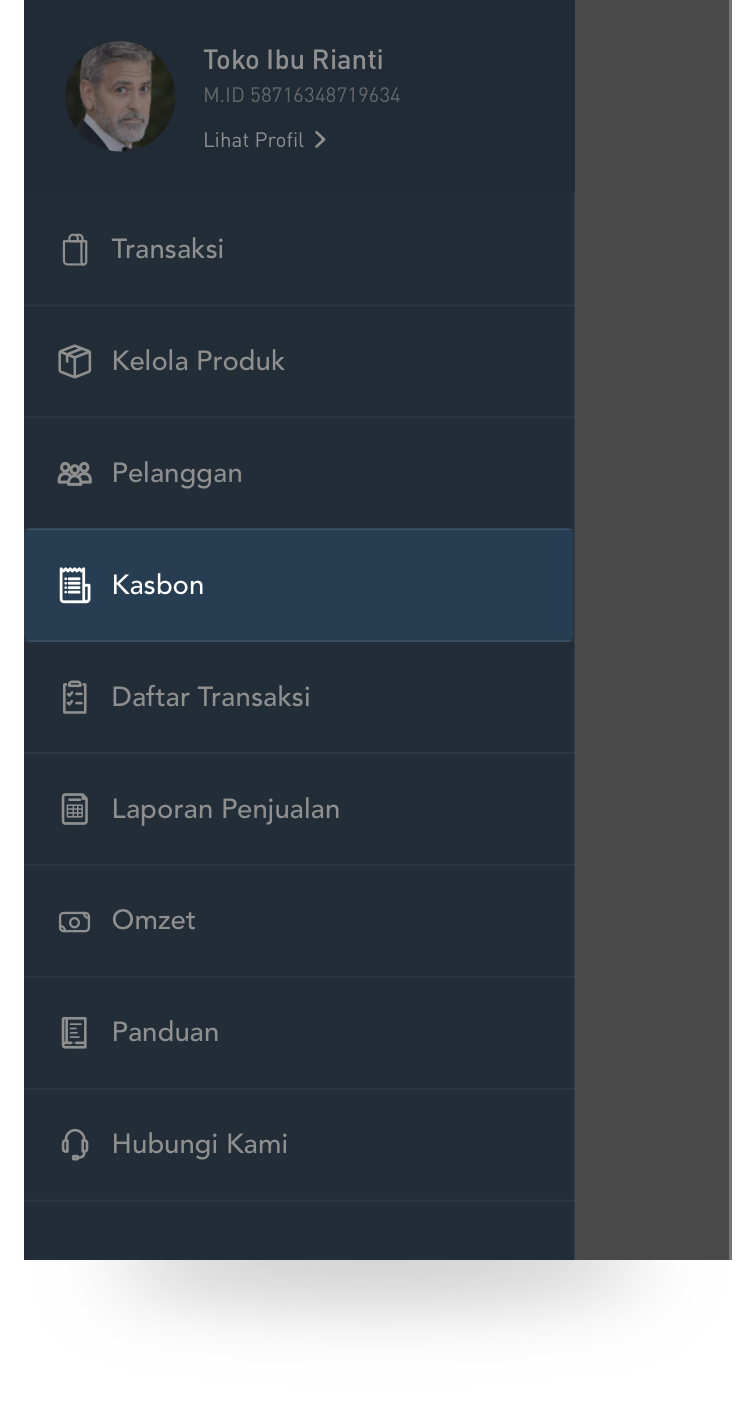 Toko Ibu Rianti
M.ID 58716348719634
Lihat Profil
Transaksi
Kelola Produk
Pelanggan
Kasbon
Daftar Transaksi
Laporan Penjualan
Omzet
Panduan
Hubungi Kami